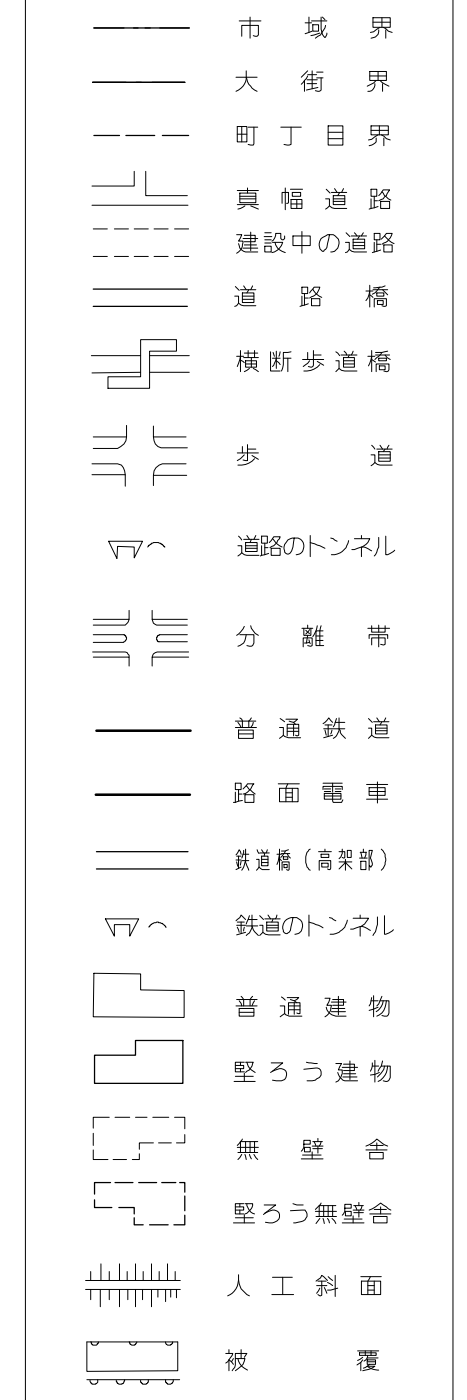 市域界
大街界
町丁目界
真幅道路
建設中の道路
道路橋
横断歩道橋
歩道
道路のトンネル
分離帯
普通鉄道
路面電車
鉄道橋（高架部）
鉄道のトンネル
普通建物
堅ろう建物
無壁舎
堅ろう無壁舎
人工斜面
被覆